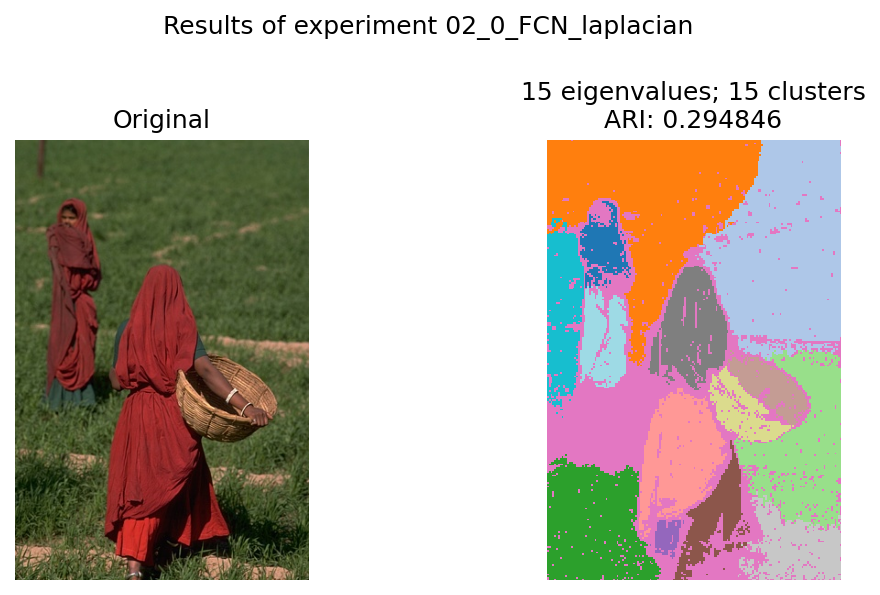 Results of experiment 02_0_FCN_laplacian
Original
15 eigenvalues; 15 clusters
ARI: 0.294846